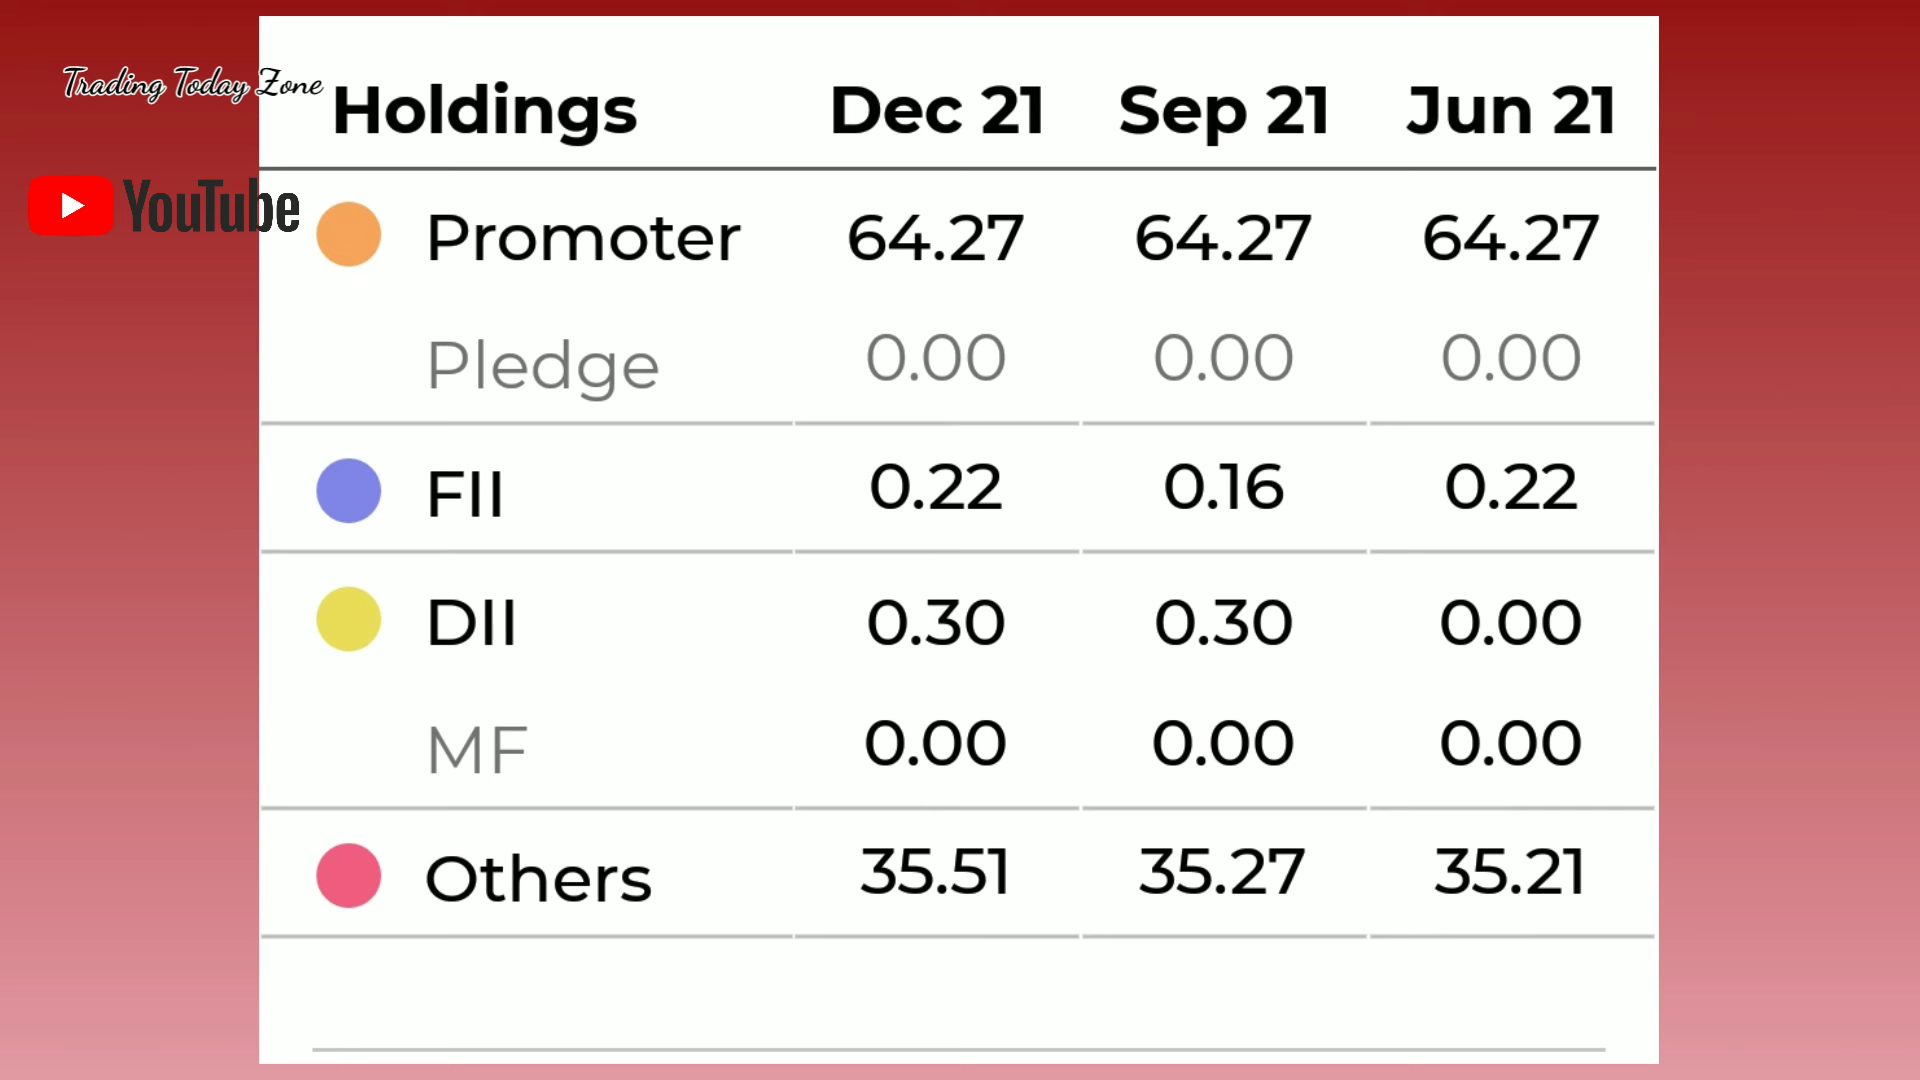 Trading Today Zone
Holdings Dec 21 Sep 21 Jun 21
YouTube
Promoter 64.27 64.27 64.27
Pledge 0.00 0.00 0.00
FII 0.22 0.16 0.22
DII 0.30 0.30 0.00
MF 0.00 0.00 0.00
Others 35.51 35.27 35.21